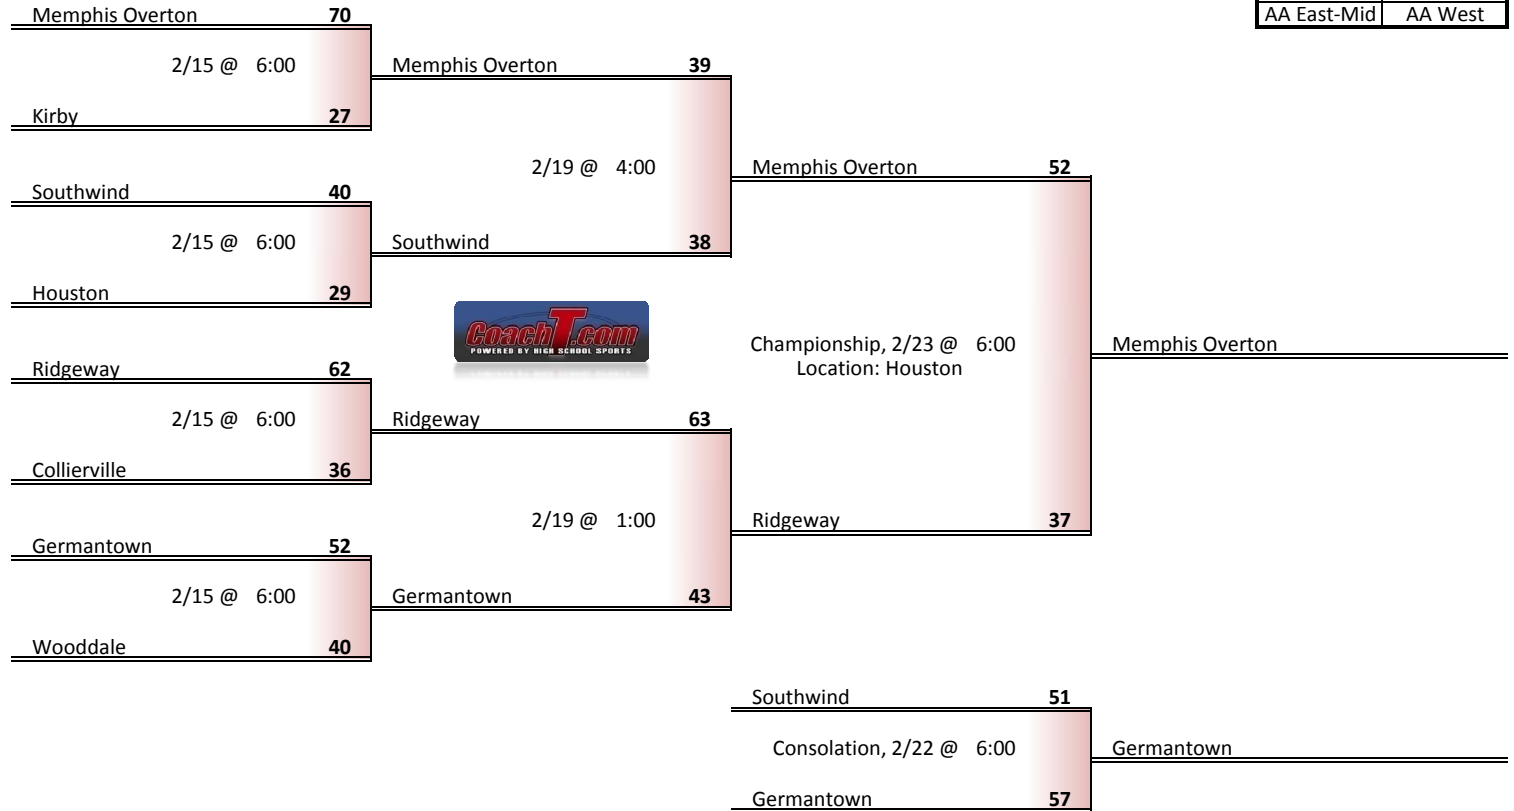 Memphis Overton 70
AA East-Mid AA West
2/15 @ 6:00
Memphis Overton 39
Kirby 27
2/19 @ 4:00
Memphis Overton 52
Southwind 40
2/15 @ 6:00
Southwind 38
Houston 29
CoachT.com
POWERED BY HIGH SCHOOL SPORTS
Championship, 2/23 @ 6:00
Location: Houston
Memphis Overton
Ridgeway 62
2/15 @ 6:00
Ridgeway 63
Collierville 36
2/19 @ 1:00
Ridgeway 37
Germantown 52
2/15 @ 6:00
Germantown 43
Wooddale 40
Southwind 51
Consolation, 2/22 @ 6:00
Germantown
Germantown 57